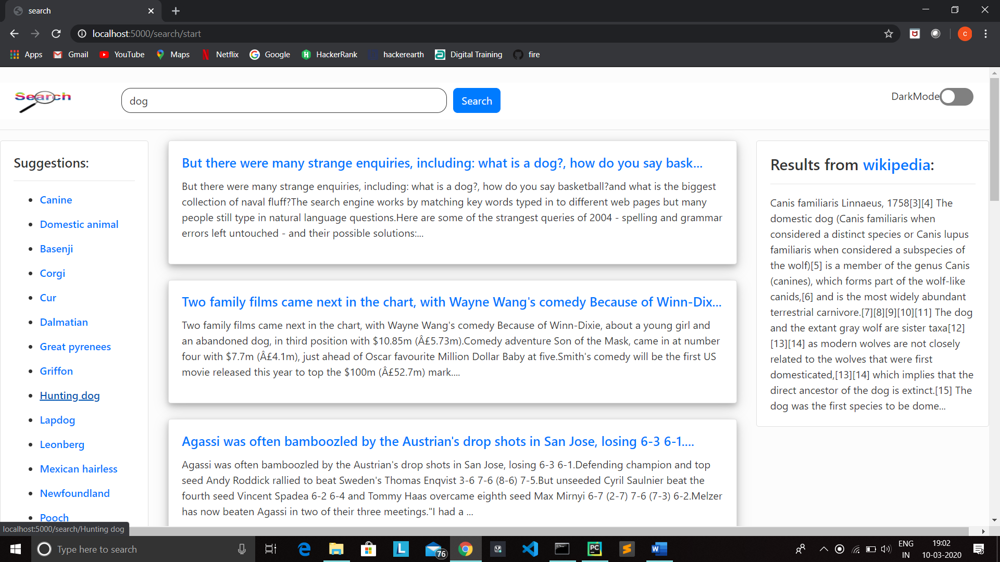 search
localhost:5000/search/start
Apps Gmail YouTube Maps Netflix Google HackerRank hackerearth Digital Training fire
Search
dog
Search
DarkMode
Suggestions:
Canine
Domestic animal
Basenji
Corgi
Cur
Dalmatian
Great pyrenees
Griffon
Hunting dog
Lapdog
Leonberg
Mexican hairless
Newfoundland
Pooch
But there were many strange enquiries, including: what is a dog?, how do you say bask...
But there were many strange enquiries, including: what is a dog?, how do you say basketball?and what is the biggest
collection of naval fluff?The search engine works by matching key words typed in to different web pages but many
people still type in natural language questions.Here are some of the strangest queries of 2004 - spelling and grammar
errors left untouched - and their possible solutions:...
Two family films came next in the chart, with Wayne Wang's comedy Because of Winn-Dix...
Two family films came next in the chart, with Wayne Wang's comedy Because of Winn-Dixie, about a young girl and
an abandoned dog, in third position with $10.85m (Â£5.73m).Comedy adventure Son of the Mask, came in at number
four with $7.7m (Â£4.1m), just ahead of Oscar favourite Million Dollar Baby at five.Smith's comedy will be the first US
movie released this year to top the $100m (Â£52.7m) mark....
Agassi was often bamboozled by the Austrian's drop shots in San Jose, losing 6-3 6-1....
Agassi was often bamboozled by the Austrian's drop shots in San Jose, losing 6-3 6-1.Defending champion and top
seed Andy Roddick rallied to beat Sweden's Thomas Enqvist 3-6 7-6 (8-6) 7-5.But unseeded Cyril Saulnier beat the
fourth seed Vincent Spadea 6-2 6-4 and Tommy Haas overcame eighth seed Max Mirnyi 6-7 (2-7) 7-6 (7-3) 6-2.Melzer
has now beaten Agassi in two of their three meetings."I had a ...
Results from wikipedia:
Canis familiaris Linnaeus, 1758[3][4] The
domestic dog (Canis familiaris when
considered a distinct species or Canis lupus
familiaris when considered a subspecies of
the wolf)[5] is a member of the genus Canis
(canines), which forms part of the wolf-like
canids,[6] and is the most widely abundant
terrestrial carnivore.[7][8][9][10][11] The dog
and the extant gray wolf are sister taxa[12]
[13][14] as modern wolves are not closely
related to the wolves that were first
domesticated,[13][14] which implies that the
direct ancestor of the dog is extinct.[15] The
dog was the first species to be dome...
localhost:5000/search/Hunting dog
Type here to search
76
ENG
IN
19:02
10-03-2020